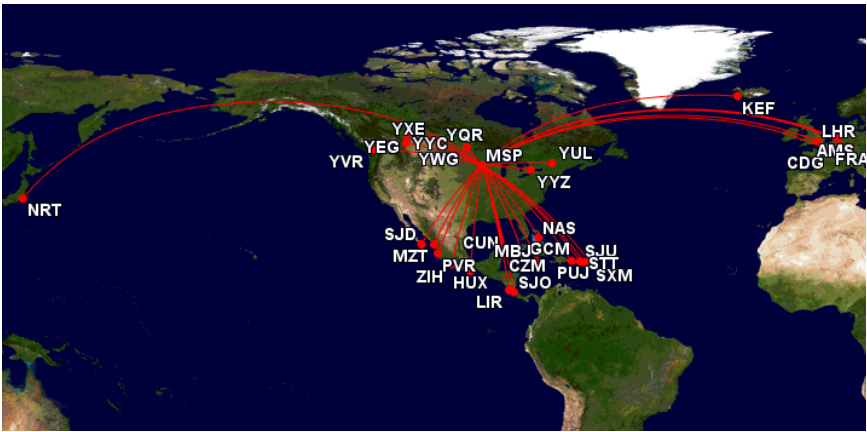 KEF
YXE
YQR
YYC
LHR
YEG
MSP
YUL
AMS
YVR
YWG
CDG
FRA
YYZ
NRT
NAS
SJD
CUN
MBJ
GCM
SJU
MZT
PVR
CZM
STT
ZIH
PUJ
SXM
HUX
SJO
LIR